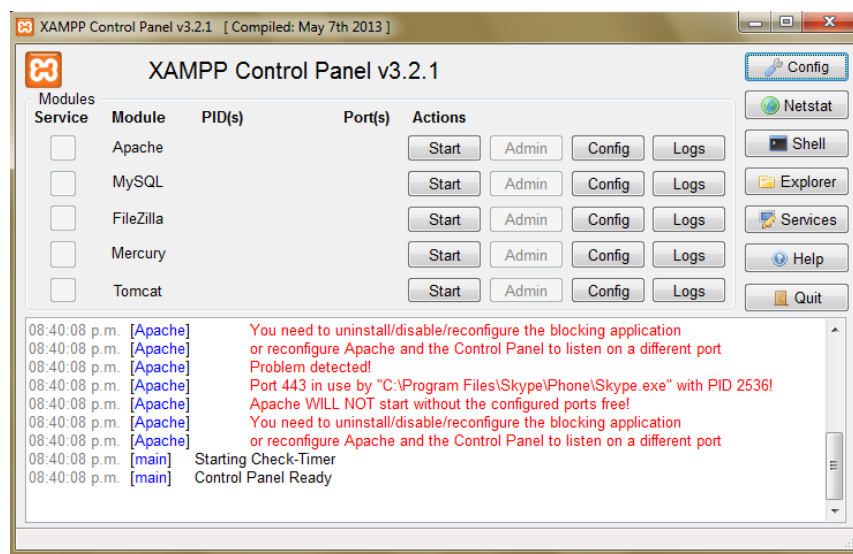 XAMPP Control Panel v3.2.1 [ Compiled: May 7th 2013 ]
XAMPP Control Panel v3.2.1
Config
Netstat
Shell
Explorer
Services
Help
Quit
Modules
Service Module PID(s) Port(s) Actions
Apache Start Admin Config Logs
MySQL Start Admin Config Logs
FileZilla Start Admin Config Logs
Mercury Start Admin Config Logs
Tomcat Start Admin Config Logs
08:40:08 p.m. [Apache] You need to uninstall/disable/reconfigure the blocking application
08:40:08 p.m. [Apache] or reconfigure Apache and the Control Panel to listen on a different port
08:40:08 p.m. [Apache] Problem detected!
08:40:08 p.m. [Apache] Port 443 in use by "C:\Program Files\Skype\Phone\Skype.exe" with PID 2536!
08:40:08 p.m. [Apache] Apache WILL NOT start without the configured ports free!
08:40:08 p.m. [Apache] You need to uninstall/disable/reconfigure the blocking application
08:40:08 p.m. [Apache] or reconfigure Apache and the Control Panel to listen on a different port
08:40:08 p.m. [main] Starting Check-Timer
08:40:08 p.m. [main] Control Panel Ready